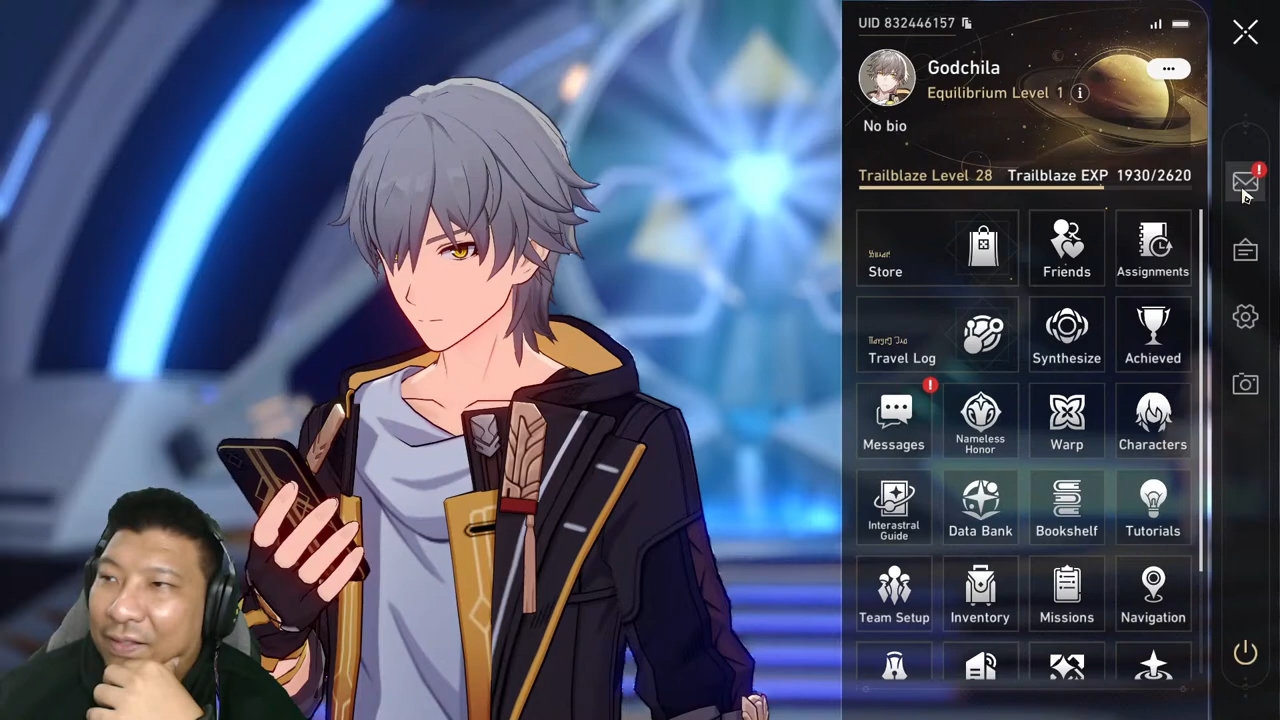 UID 832446157
Godchila
Equilibrium Level 1
No bio
Trailblaze Level 28 Trailblaze EXP 1930/2620
Store
Friends
Assignments
Travel Log
Synthesize
Achieved
Messages
Nameless
Honor
Warp
Characters
Interastral
Guide
Data Bank
Bookshelf
Tutorials
Team Setup
Inventory
Missions
Navigation